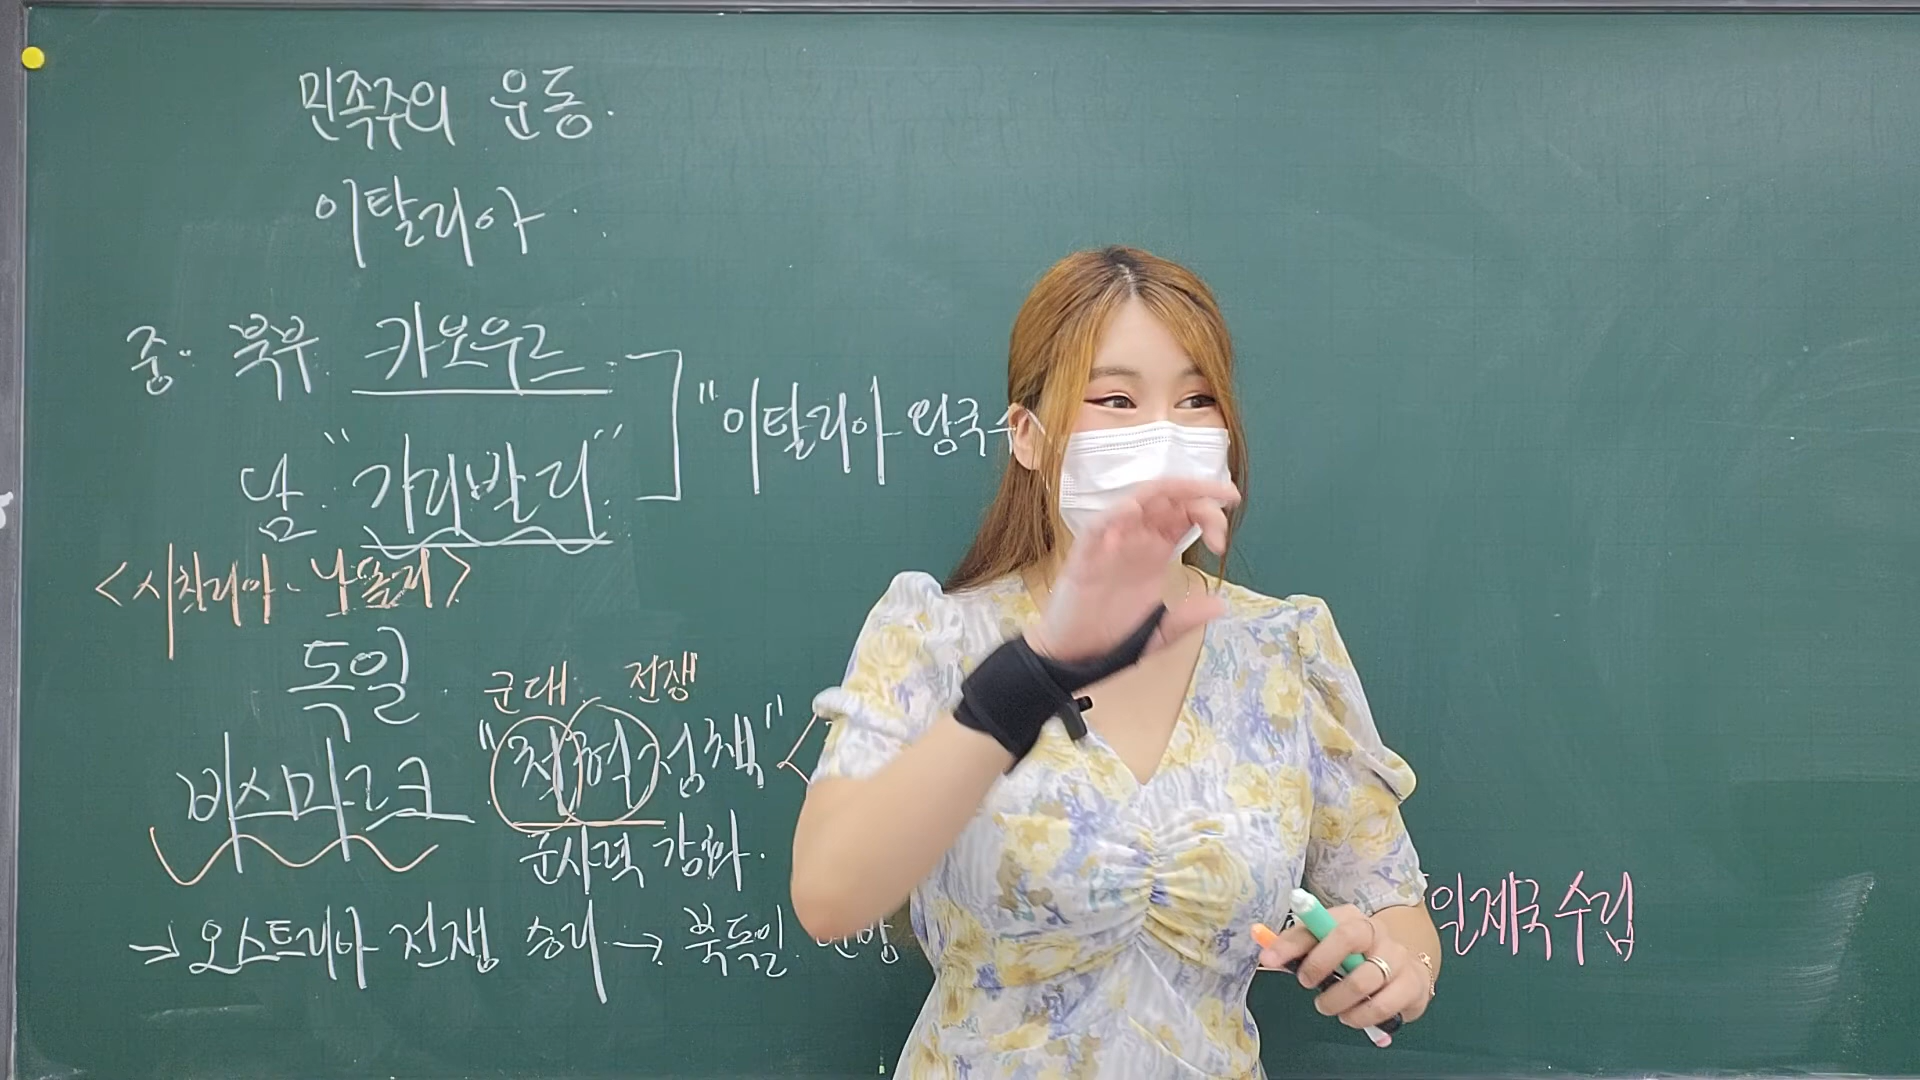 민족주의 운동.
이탈리아
중·북부 카보우르
남 "가리발디"
"이탈리아 왕국
<시칠리아·나폴리>
독일
군대 전쟁
비스마르크 "철혈정책"
군사력 강화.
→ 오스트리아 전쟁 승리 → 북독일 연방
일제국 수립